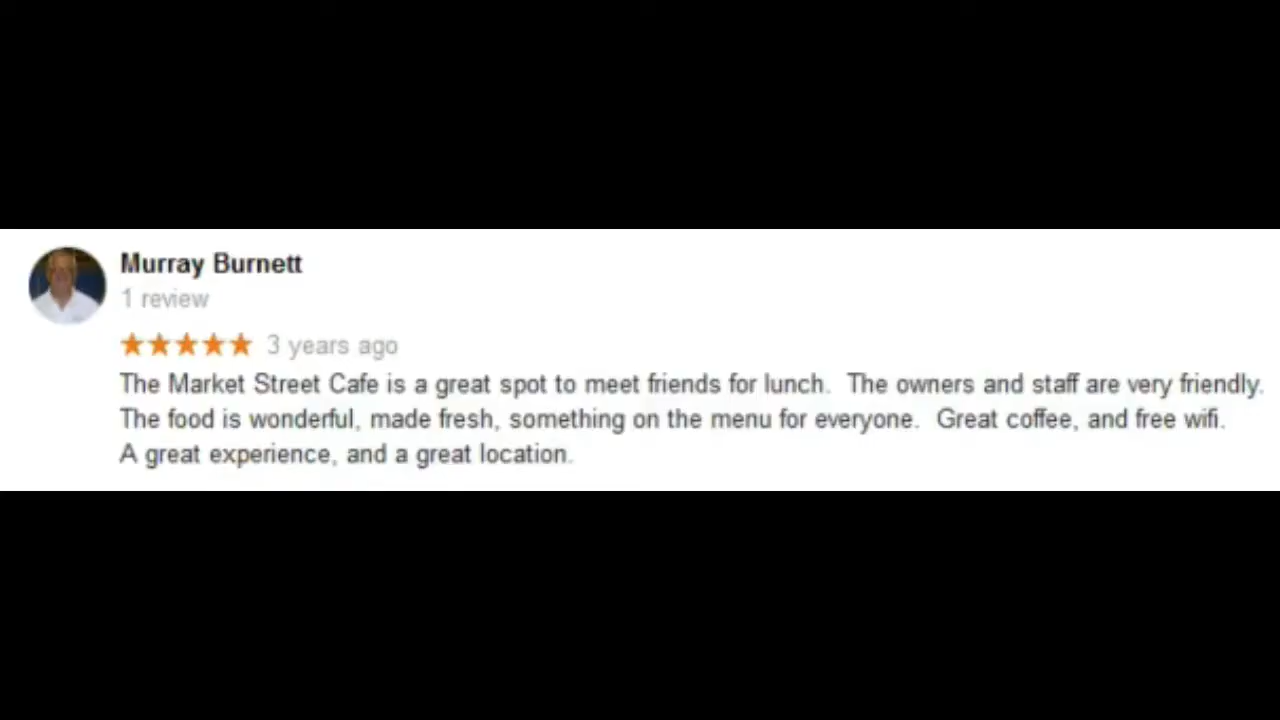 Murray Burnett
1 review
★★★★★ 3 years ago
The Market Street Cafe is a great spot to meet friends for lunch.  The owners and staff are very friendly.
The food is wonderful, made fresh, something on the menu for everyone.  Great coffee, and free wifi.
A great experience, and a great location.